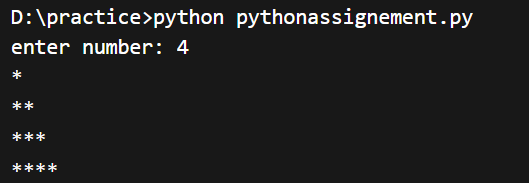 D:\practice>python pythonassignement.py
enter number: 4
*
**
***
****